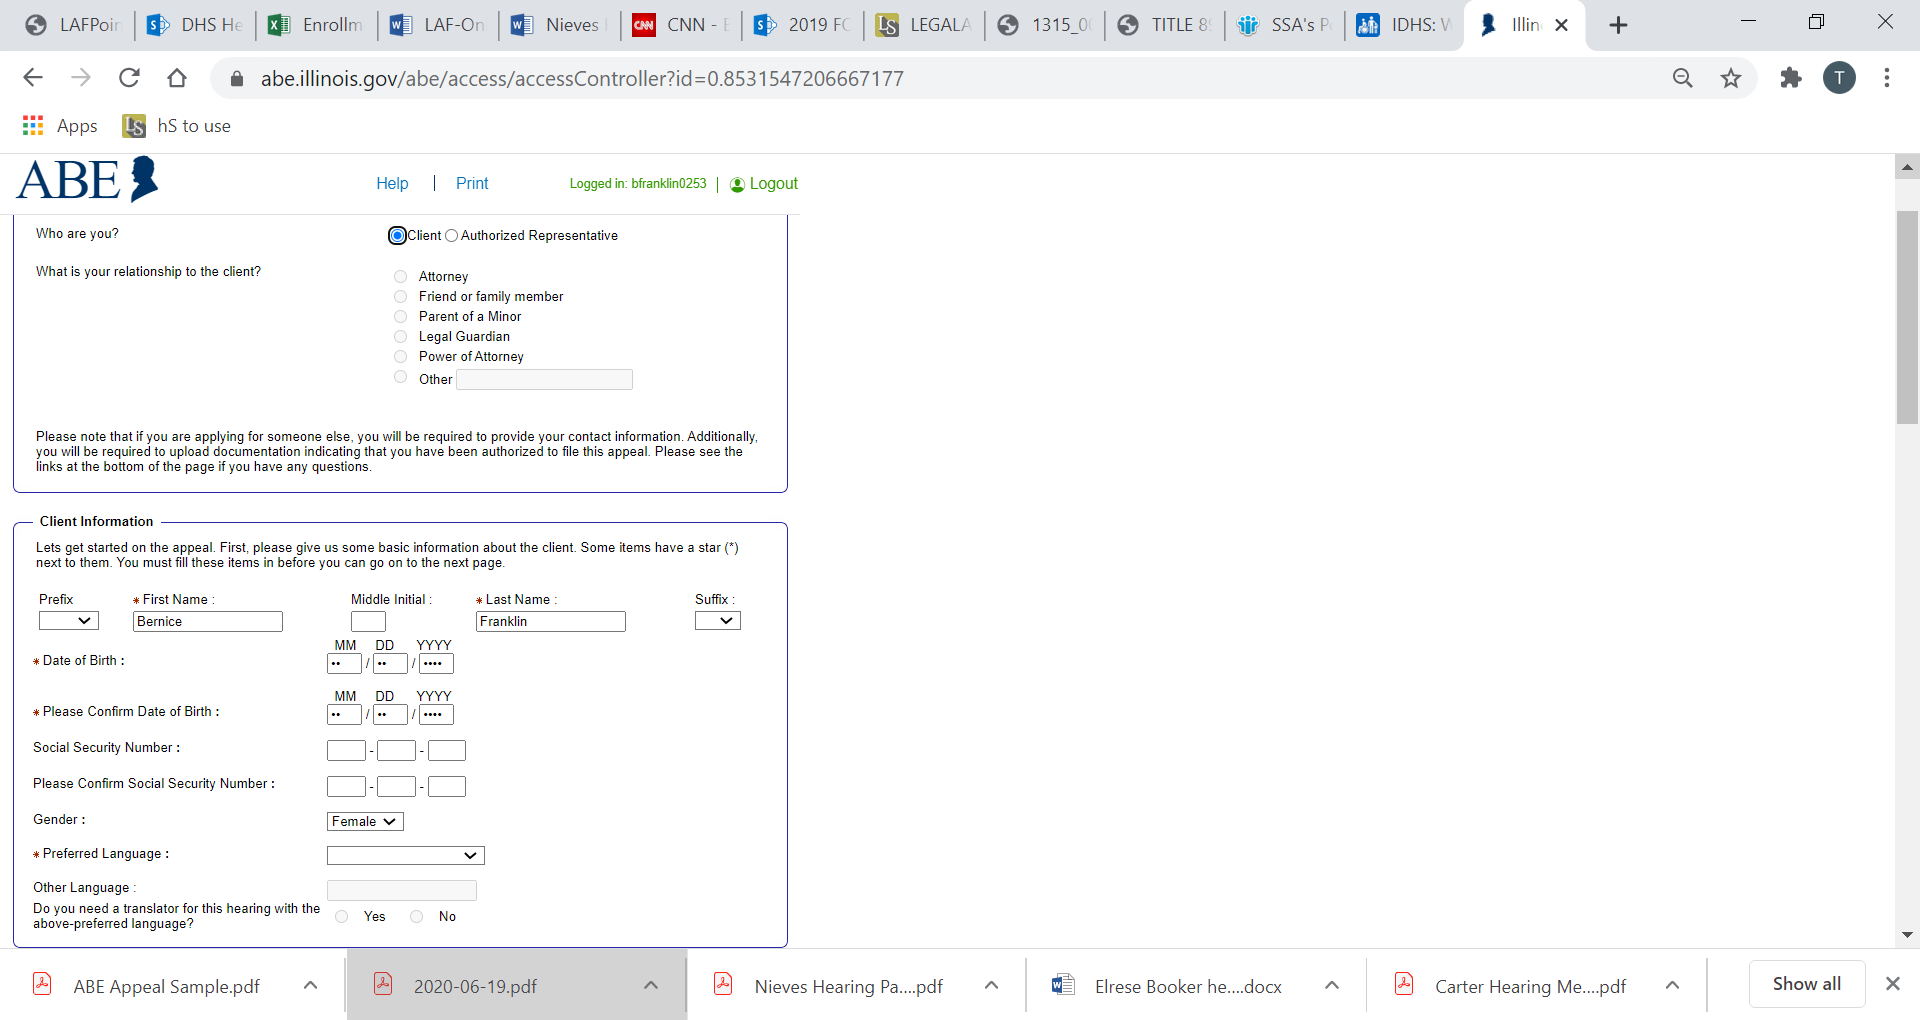 LAFPoin
DHS He
Enrollm
LAF-On
Nieves
CNN - E
2019 FC
LEGALA
1315_00
TITLE 89
SSA's Po
IDHS: W
Illin
abe.illinois.gov/abe/access/accessController?id=0.8531547206667177
T
Apps
hS to use
ABE
Help
Print
Logged in: bfranklin0253
Logout
Who are you?
Client
Authorized Representative
What is your relationship to the client?
Attorney
Friend or family member
Parent of a Minor
Legal Guardian
Power of Attorney
Other
Please note that if you are applying for someone else, you will be required to provide your contact information. Additionally,
you will be required to upload documentation indicating that you have been authorized to file this appeal. Please see the
links at the bottom of the page if you have any questions.
Client Information
Lets get started on the appeal. First, please give us some basic information about the client. Some items have a star (*)
next to them. You must fill these items in before you can go on to the next page.
Prefix
* First Name :
Middle Initial :
* Last Name :
Suffix :
Bernice
Franklin
MM DD YYYY
* Date of Birth :
•• / •• / ••••
MM DD YYYY
* Please Confirm Date of Birth :
•• / •• / ••••
Social Security Number :
- -
Please Confirm Social Security Number :
- -
Gender :
Female
* Preferred Language :
Other Language :
Do you need a translator for this hearing with the
above-preferred language?
Yes
No
ABE Appeal Sample.pdf
2020-06-19.pdf
Nieves Hearing Pa....pdf
Elrese Booker he....docx
Carter Hearing Me....pdf
Show all